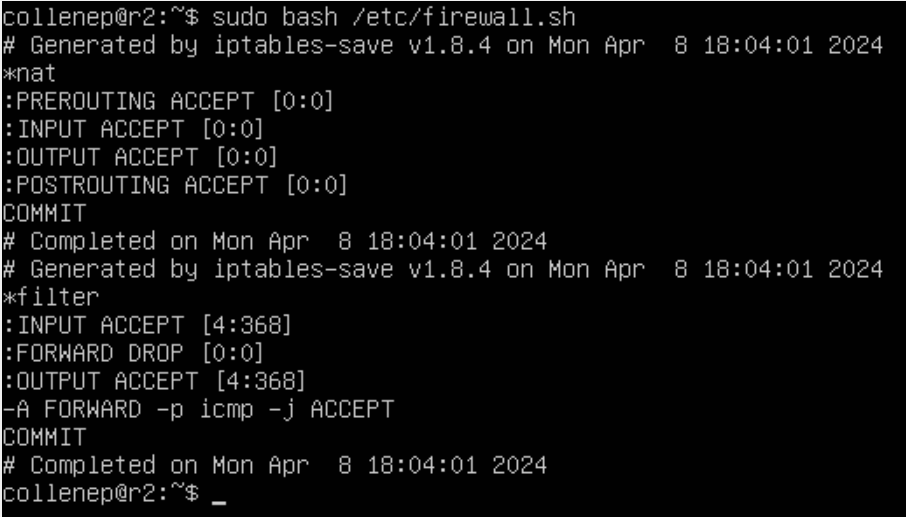 collenep@r2:~$ sudo bash /etc/firewall.sh
# Generated by iptables-save v1.8.4 on Mon Apr  8 18:04:01 2024
*nat
:PREROUTING ACCEPT [0:0]
:INPUT ACCEPT [0:0]
:OUTPUT ACCEPT [0:0]
:POSTROUTING ACCEPT [0:0]
COMMIT
# Completed on Mon Apr  8 18:04:01 2024
# Generated by iptables-save v1.8.4 on Mon Apr  8 18:04:01 2024
*filter
:INPUT ACCEPT [4:368]
:FORWARD DROP [0:0]
:OUTPUT ACCEPT [4:368]
-A FORWARD -p icmp -j ACCEPT
COMMIT
# Completed on Mon Apr  8 18:04:01 2024
collenep@r2:~$ _